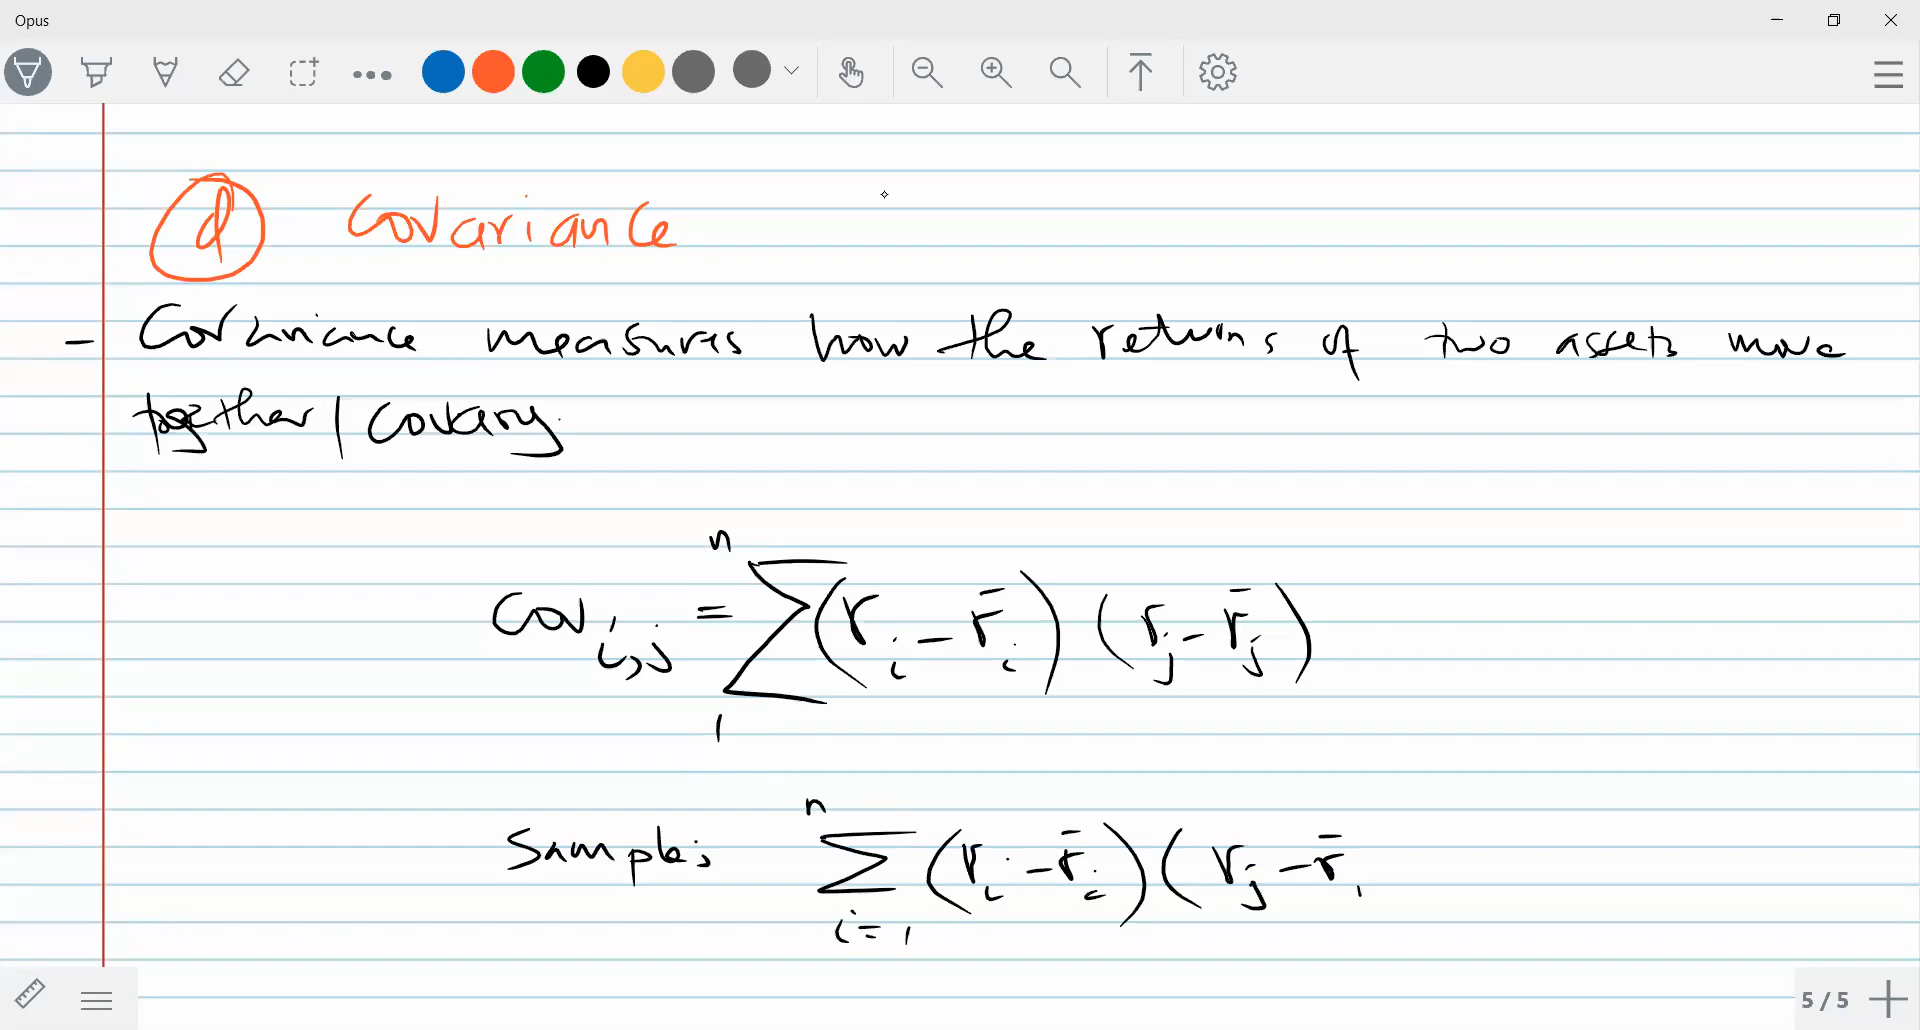 Opus
d Covariance
- Covariance measures how the returns of two assets move
together / Covary.
n
Cov i,j = ∑ (r i - r̄ i) (r j - r̄ j)
1
n
Sample; ∑ (r i - r̄ i) (r j - r̄
i=1
5 / 5